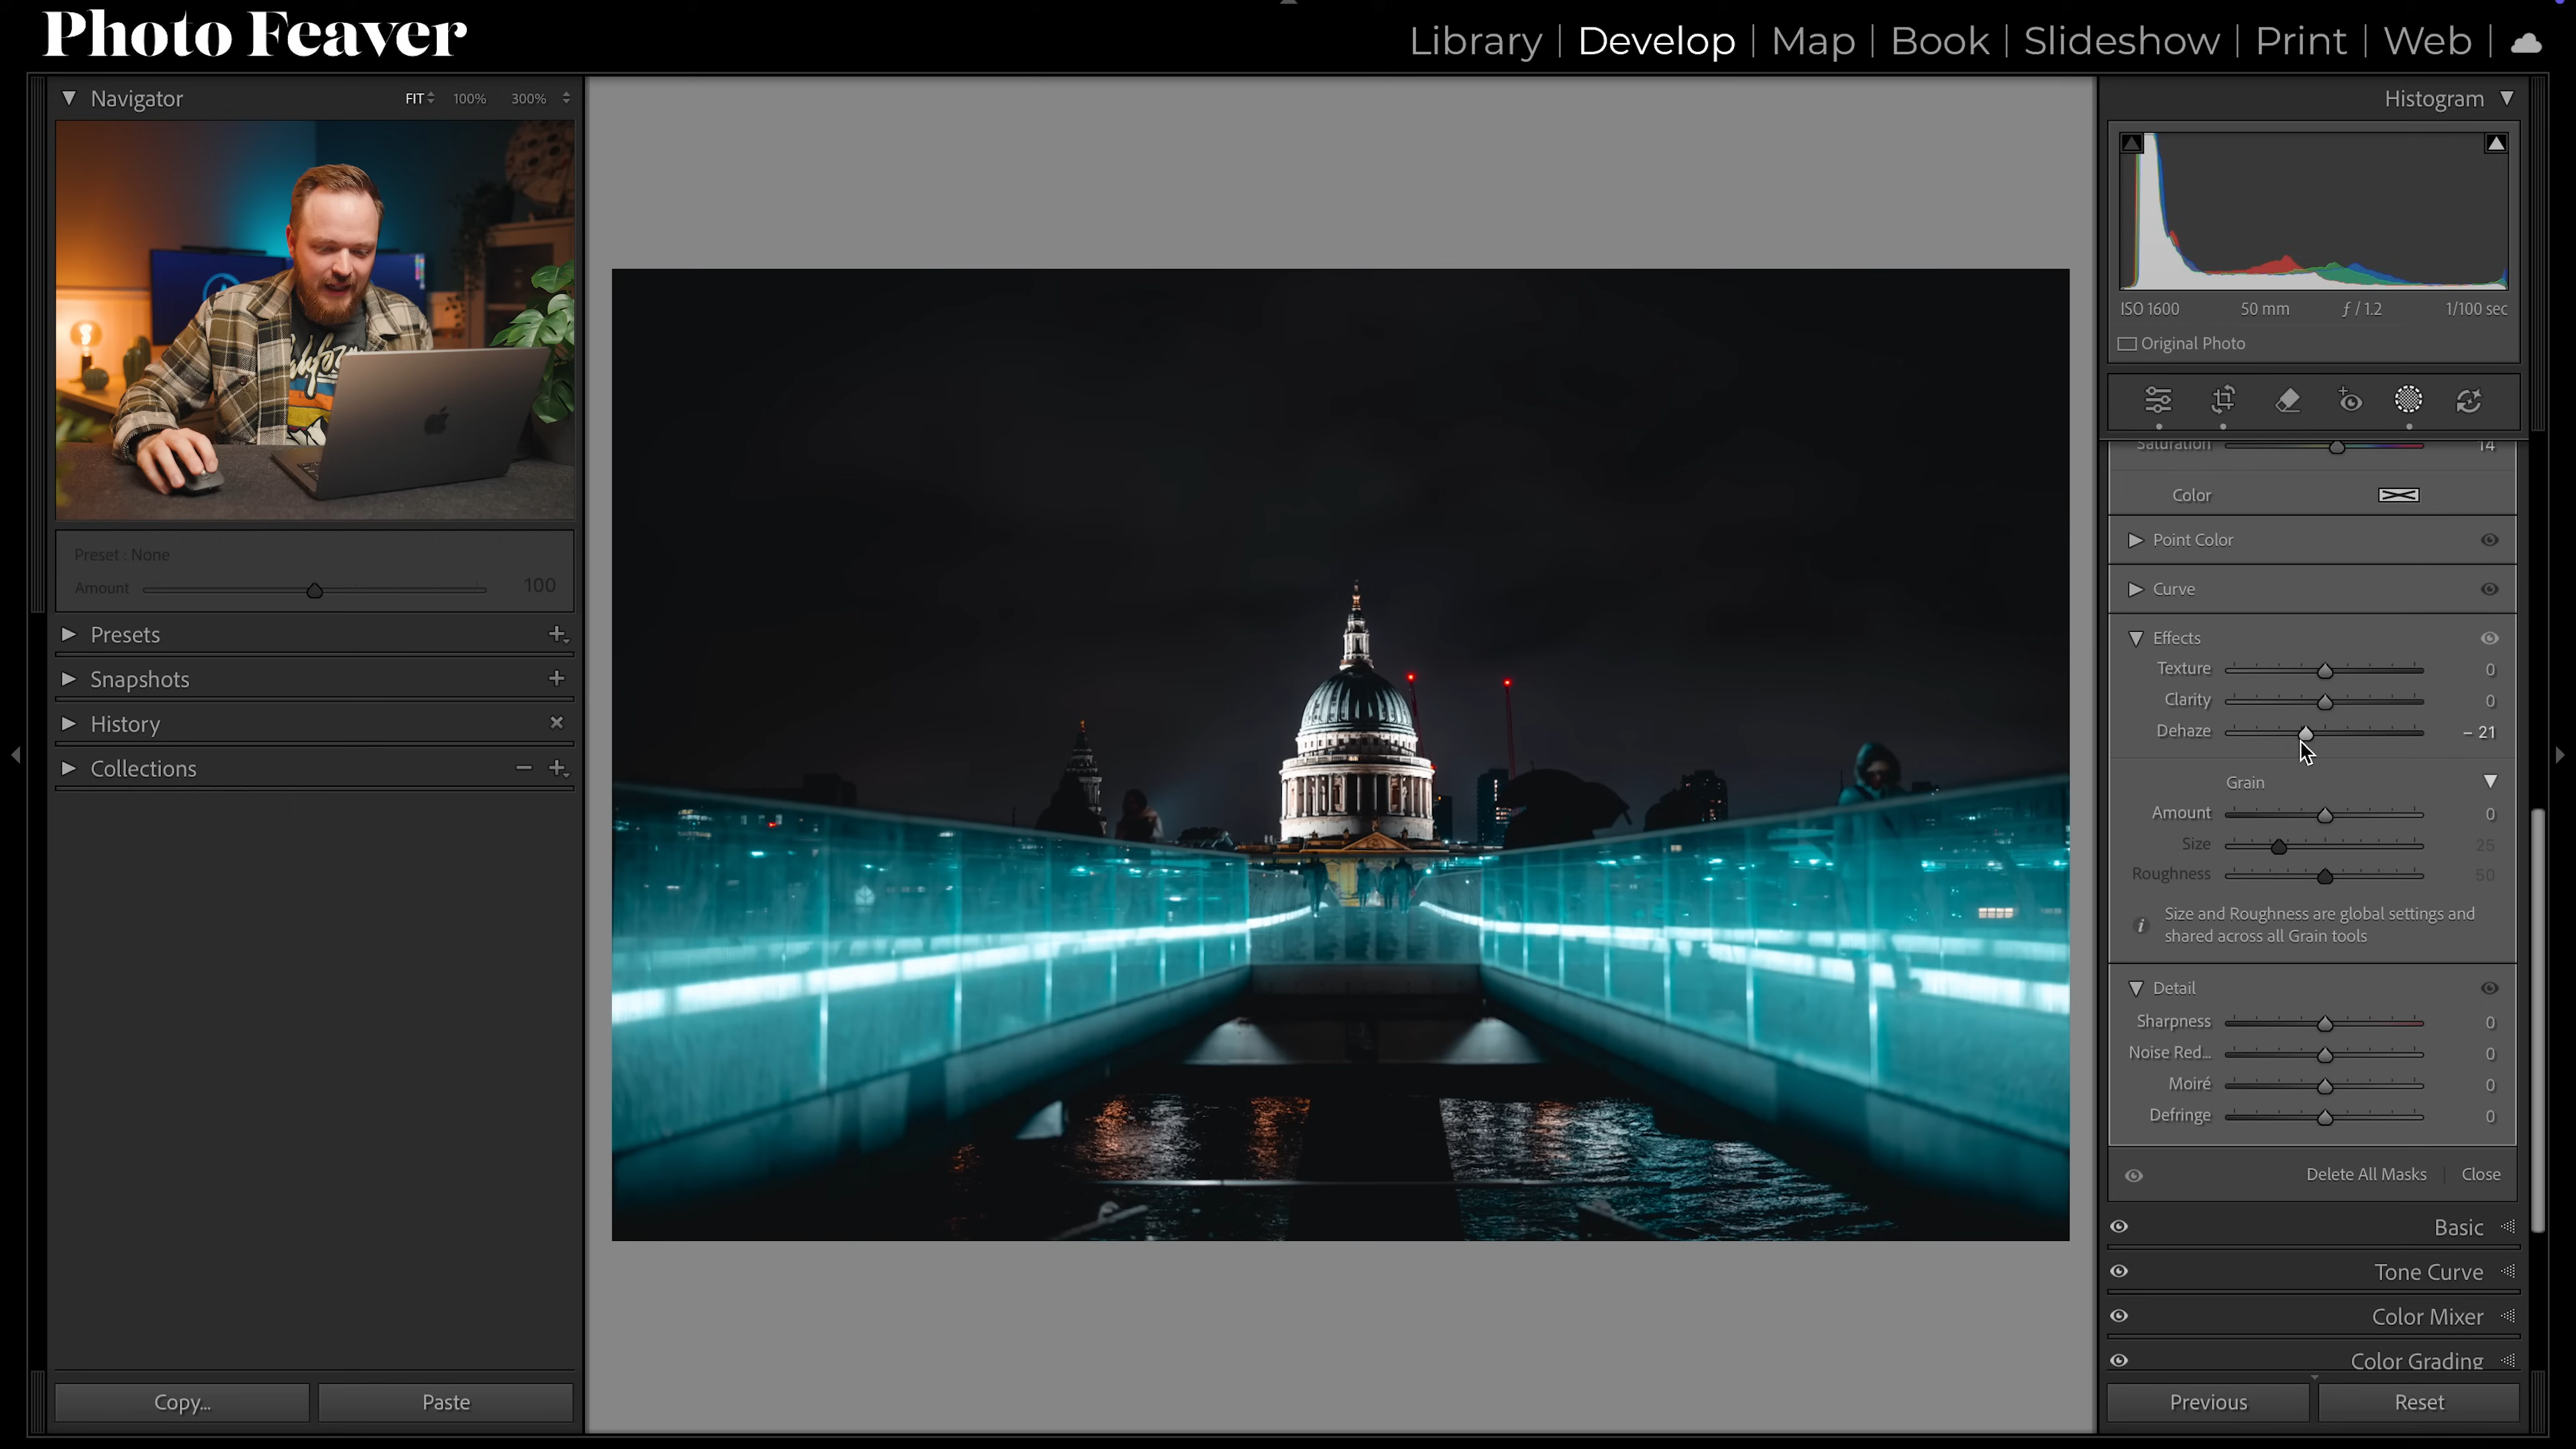 Photo Feaver
Library | Develop | Map | Book | Slideshow | Print | Web |
Navigator FIT 100% 300%
Preset : None
Amount 100
Presets
Snapshots
History
Collections
Copy... Paste
Histogram
ISO 1600 50 mm ƒ / 1.2 1/100 sec
Original Photo
Saturation 14
Color
Point Color
Curve
Effects
Texture 0
Clarity 0
Dehaze – 21
Grain
Amount 0
Size 25
Roughness 50
Size and Roughness are global settings and
shared across all Grain tools
Detail
Sharpness 0
Noise Red... 0
Moiré 0
Defringe 0
Delete All Masks Close
Basic
Tone Curve
Color Mixer
Color Grading
Previous Reset